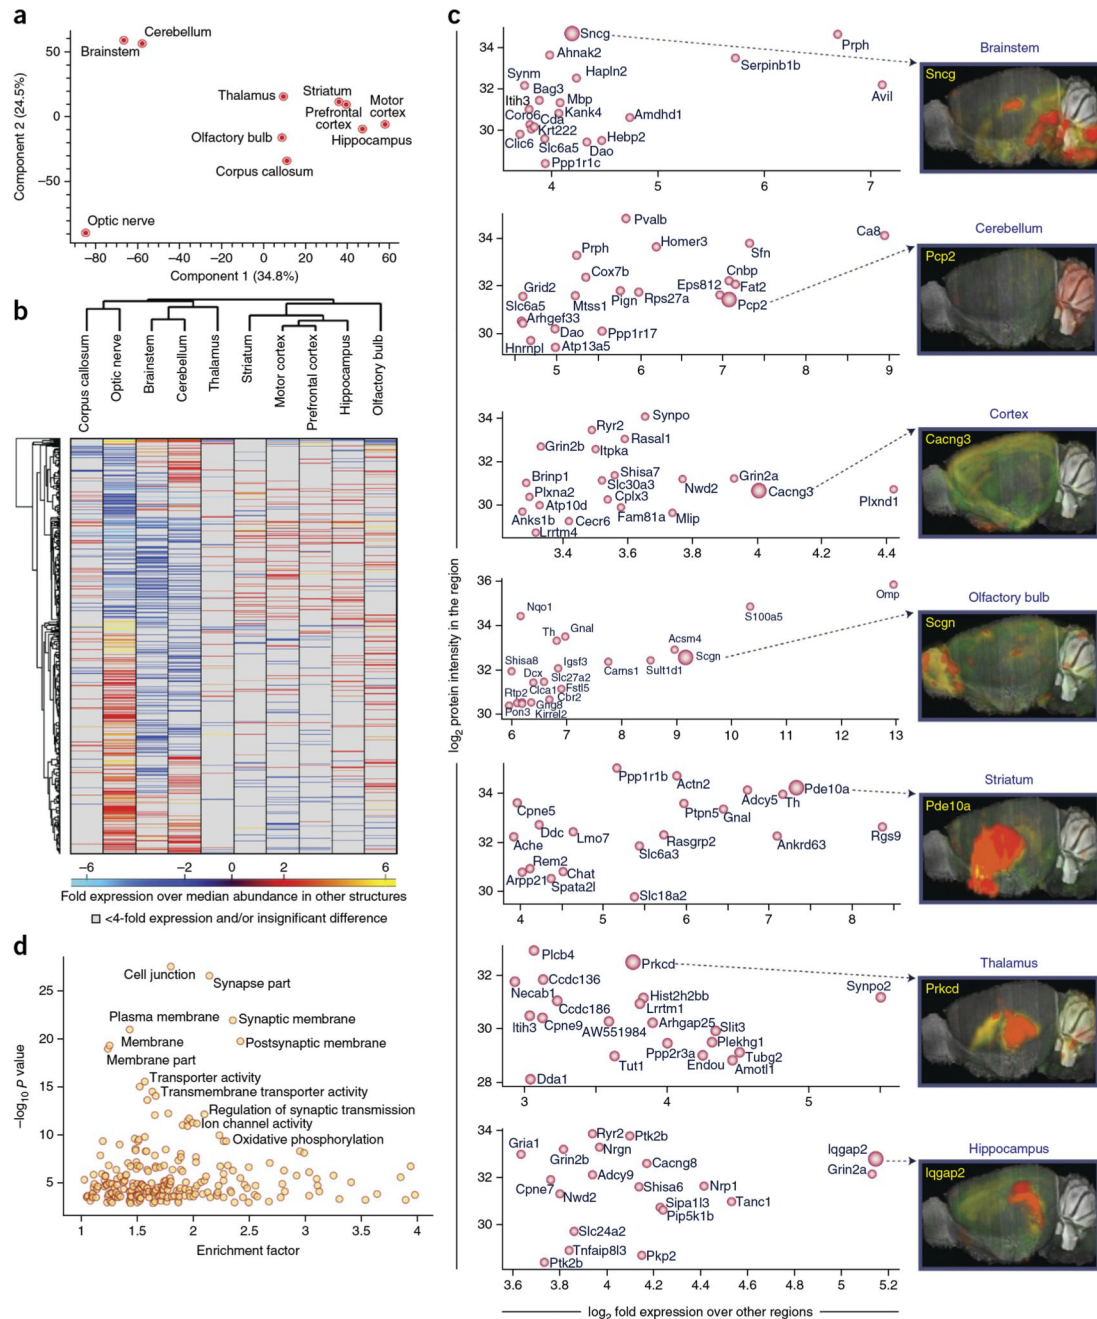 a
Component 2 (24.5%)
50
0
−50
Brainstem
Cerebellum
Thalamus
Striatum
Prefrontal
cortex
Motor
cortex
Hippocampus
Olfactory bulb
Corpus callosum
Optic nerve
−80 −60 −40 −20 0 20 40 60
Component 1 (34.8%)
b
Corpus callosum
Optic nerve
Brainstem
Cerebellum
Thalamus
Striatum
Motor cortex
Prefrontal cortex
Hippocampus
Olfactory bulb
−6 −2 0 2 6
Fold expression over median abundance in other structures
<4-fold expression and/or insignificant difference
d
−log10 P value
25
20
15
10
5
Cell junction
Synapse part
Plasma membrane
Synaptic membrane
Membrane
Postsynaptic membrane
Membrane part
Transporter activity
Transmembrane transporter activity
Regulation of synaptic transmission
Ion channel activity
Oxidative phosphorylation
1 1.5 2 2.5 3 3.5 4
Enrichment factor
c
log2 protein intensity in the region
34
32
30
Sncg
Prph
Ahnak2
Serpinb1b
Hapln2
Synm
Bag3
Avil
Itih3
Mbp
Coro6
Cda
Kank4
Amdhd1
Krt222
Clic6
Slc6a5
Hebp2
Dao
Ppp1r1c
4 5 6 7
Brainstem
Sncg
34
32
30
Pvalb
Ca8
Prph
Homer3
Sfn
Cox7b
Cnbp
Grid2
Eps812
Fat2
Slc6a5
Mtss1
Pign
Rps27a
Pcp2
Arhgef33
Dao
Ppp1r17
Hnrnpl
Atp13a5
5 6 7 8 9
Cerebellum
Pcp2
34
32
30
Synpo
Ryr2
Rasal1
Grin2b
Itpka
Brinp1
Shisa7
Slc30a3
Nwd2
Grin2a
Plxna2
Cplx3
Cacng3
Plxnd1
Atp10d
Fam81a
Mlip
Anks1b
Cecr6
Lrrtm4
3.4 3.6 3.8 4 4.2 4.4
Cortex
Cacng3
36
34
32
30
Omp
Nqo1
S100a5
Th
Gnal
Acsm4
Scgn
Shisa8
Igsf3
Carns1
Sult1d1
Dcx
Slc27a2
Clca1
Fstl5
Rtp2
Cbr2
Gng8
Pon3
Kirrel2
6 7 8 9 10 11 12 13
Olfactory bulb
Scgn
34
32
30
Ppp1r1b
Actn2
Pde10a
Adcy5
Th
Cpne5
Ptpn5
Gnal
Ddc
Rgs9
Ache
Lmo7
Rasgrp2
Ankrd63
Slc6a3
Rem2
Chat
Arpp21
Spata2l
Slc18a2
4 5 6 7 8
Striatum
Pde10a
32
30
28
Plcb4
Prkcd
Ccdc136
Synpo2
Necab1
Hist2h2bb
Ccdc186
Lrrtm1
Itih3
Cpne9
AW551984
Arhgap25
Slit3
Ppp2r3a
Plekhg1
Tut1
Endou
Tubg2
Amotl1
Dda1
3 4 5
Thalamus
Prkcd
34
32
30
Ryr2
Ptk2b
Gria1
Nrgn
Iqgap2
Grin2b
Cacng8
Grin2a
Adcy9
Cpne7
Shisa6
Nrp1
Nwd2
Sipa1l3
Tanc1
Pip5k1b
Slc24a2
Tnfaip8l3
Pkp2
Ptk2b
3.6 3.8 4 4.2 4.4 4.6 4.8 5 5.2
Hippocampus
Iqgap2
log2 fold expression over other regions